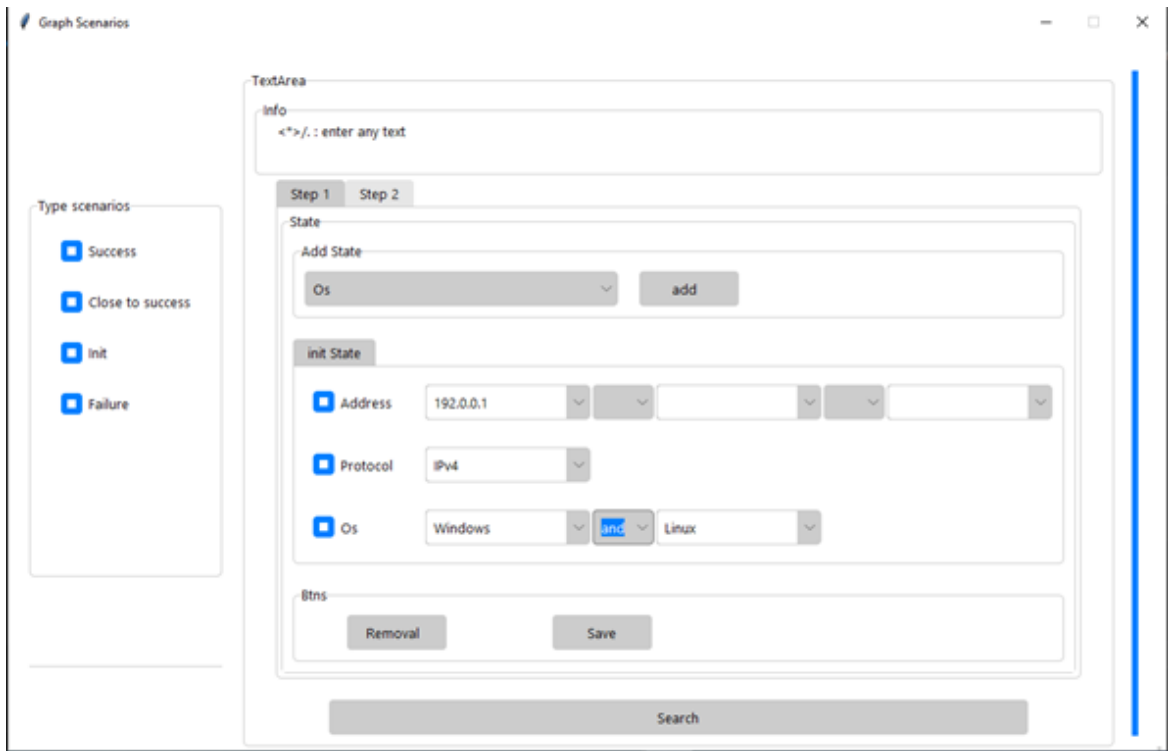 Graph Scenarios
TextArea
Info
<*>/. : enter any text
Step 1 Step 2
Type scenarios
State
Success
Add State
Os add
Close to success
init State
Init
Address 192.0.0.1
Failure
Protocol IPv4
Os Windows and Linux
Btns
Removal Save
Search